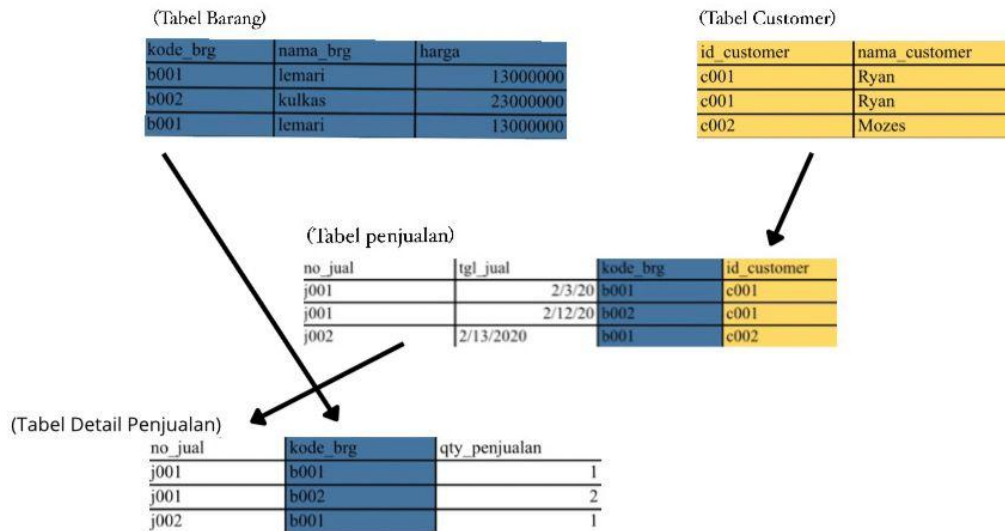 (Tabel Barang)
kode_brg nama_brg harga
b001 lemari 13000000
b002 kulkas 23000000
b001 lemari 13000000
(Tabel Customer)
id_customer nama_customer
c001 Ryan
c001 Ryan
c002 Mozes
(Tabel penjualan)
no_jual tgl_jual kode_brg id_customer
j001 2/3/20 b001 c001
j001 2/12/20 b002 c001
j002 2/13/2020 b001 c002
(Tabel Detail Penjualan)
no_jual kode_brg qty_penjualan
j001 b001 1
j001 b002 2
j002 b001 1